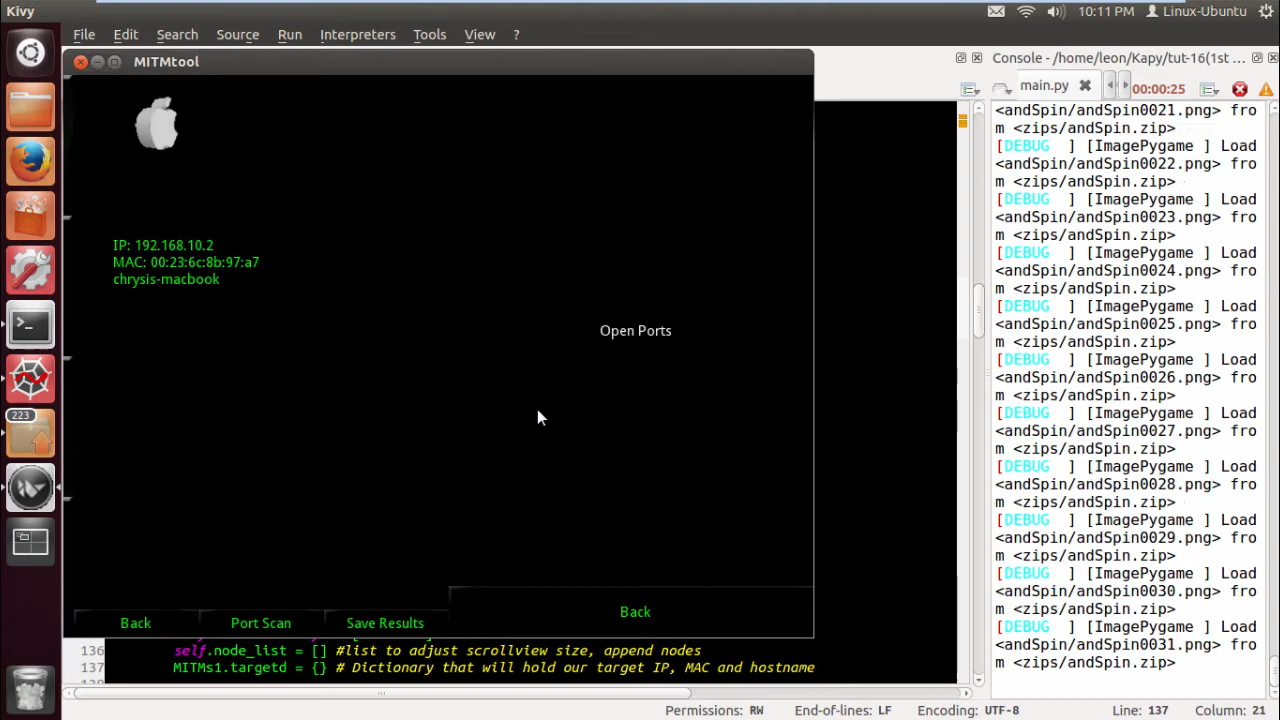 Kivy
10:11 PM
Linux-Ubuntu
File Edit Search Source Run Interpreters Tools View ?
MITMtool
Console - /home/leon/Kapy/tut-16(1st ...
main.py
00:00:25
IP: 192.168.10.2
MAC: 00:23:6c:8b:97:a7
chrysis-macbook
Open Ports
Back
Port Scan
Save Results
Back
223
<andSpin/andSpin0021.png> fro
m <zips/andSpin.zip>
[DEBUG  ] [ImagePygame ] Load
<andSpin/andSpin0022.png> fro
m <zips/andSpin.zip>
[DEBUG  ] [ImagePygame ] Load
<andSpin/andSpin0023.png> fro
m <zips/andSpin.zip>
[DEBUG  ] [ImagePygame ] Load
<andSpin/andSpin0024.png> fro
m <zips/andSpin.zip>
[DEBUG  ] [ImagePygame ] Load
<andSpin/andSpin0025.png> fro
m <zips/andSpin.zip>
[DEBUG  ] [ImagePygame ] Load
<andSpin/andSpin0026.png> fro
m <zips/andSpin.zip>
[DEBUG  ] [ImagePygame ] Load
<andSpin/andSpin0027.png> fro
m <zips/andSpin.zip>
[DEBUG  ] [ImagePygame ] Load
<andSpin/andSpin0028.png> fro
m <zips/andSpin.zip>
[DEBUG  ] [ImagePygame ] Load
<andSpin/andSpin0029.png> fro
m <zips/andSpin.zip>
[DEBUG  ] [ImagePygame ] Load
<andSpin/andSpin0030.png> fro
m <zips/andSpin.zip>
[DEBUG  ] [ImagePygame ] Load
<andSpin/andSpin0031.png> fro
m <zips/andSpin.zip>
136 self.node_list = [] #list to adjust scrollview size, append nodes
137 MITMs1.targetd = {} # Dictionary that will hold our target IP, MAC and hostname
Permissions: RW End-of-lines: LF Encoding: UTF-8 Line: 137 Column: 21